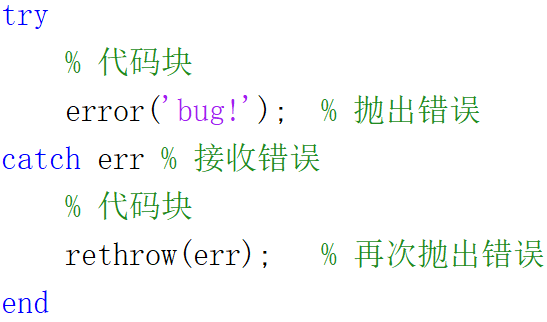 try
    % 代码块
    error('bug!');  % 抛出错误
catch err % 接收错误
    % 代码块
    rethrow(err);   % 再次抛出错误
end